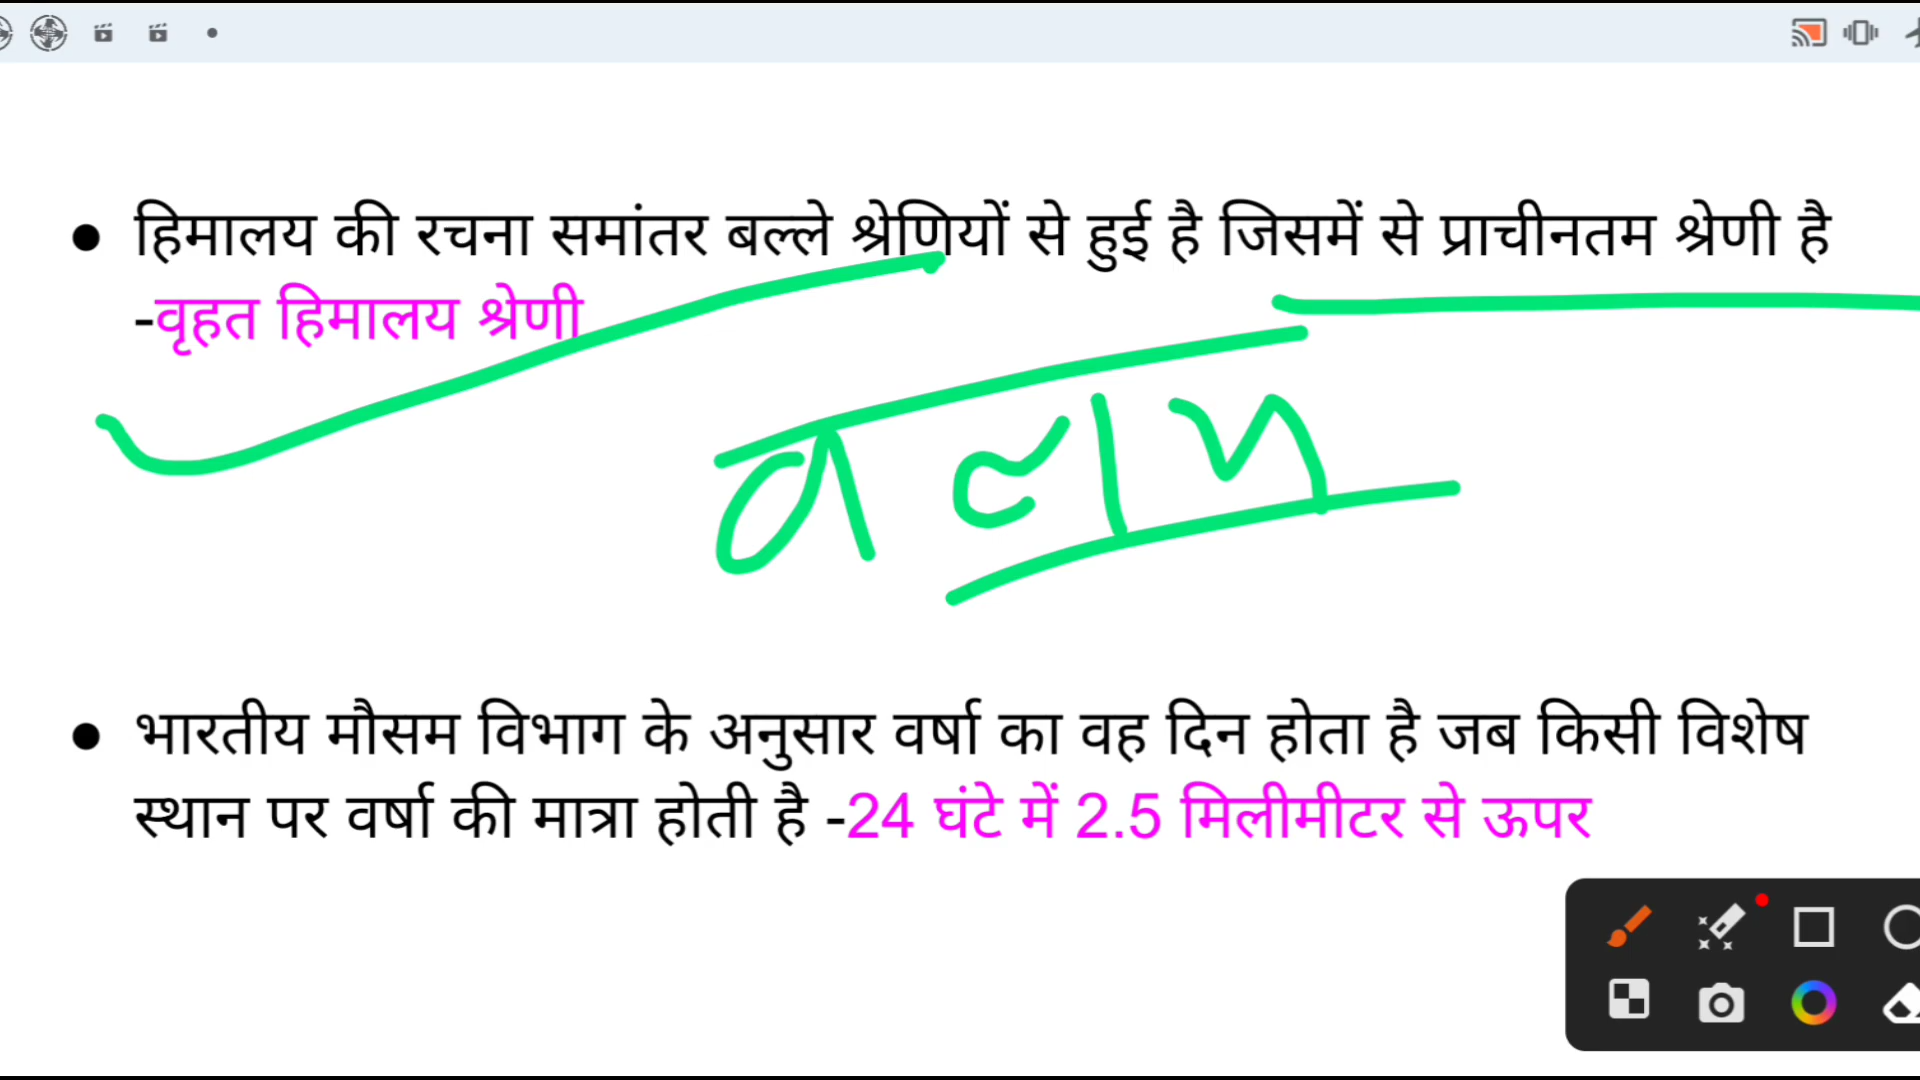 ● हिमालय की रचना समांतर बल्ले श्रेणियों से हुई है जिसमें से प्राचीनतम श्रेणी है
-वृहत हिमालय श्रेणी
● भारतीय मौसम विभाग के अनुसार वर्षा का वह दिन होता है जब किसी विशेष
स्थान पर वर्षा की मात्रा होती है -24 घंटे में 2.5 मिलीमीटर से ऊपर